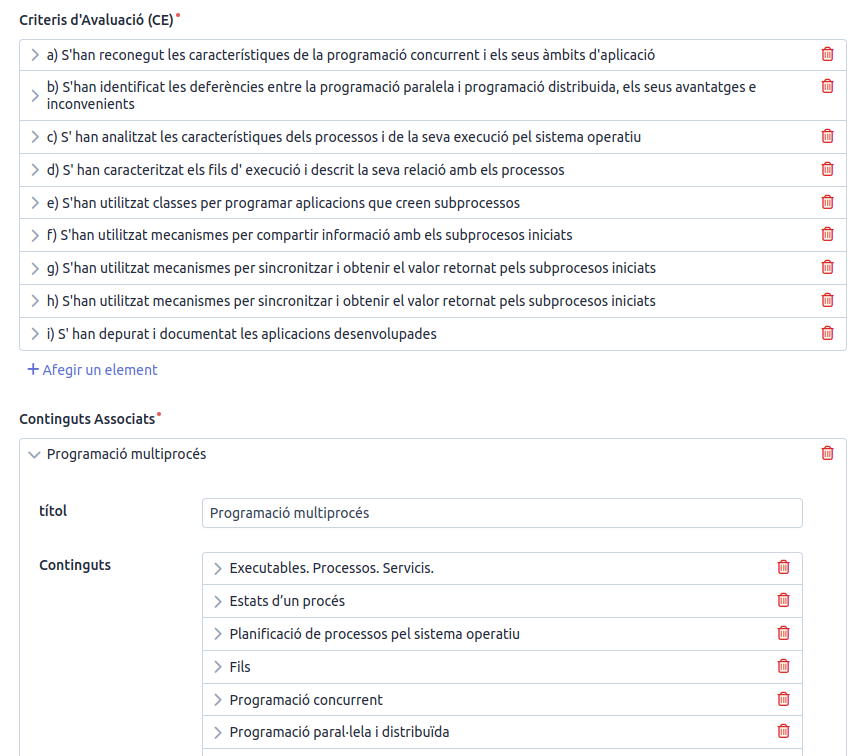 Criteris d'Avaluació (CE)*
a) S'han reconegut les característiques de la programació concurrent i els seus àmbits d'aplicació
b) S'han identificat les deferències entre la programació paralela i programació distribuida, els seus avantatges e
inconvenients
c) S' han analitzat les característiques dels processos i de la seva execució pel sistema operatiu
d) S' han caracteritzat els fils d' execució i descrit la seva relació amb els processos
e) S'han utilitzat classes per programar aplicacions que creen subprocessos
f) S'han utilitzat mecanismes per compartir informació amb els subprocesos iniciats
g) S'han utilitzat mecanismes per sincronitzar i obtenir el valor retornat pels subprocesos iniciats
h) S'han utilitzat mecanismes per sincronitzar i obtenir el valor retornat pels subprocesos iniciats
i) S' han depurat i documentat les aplicacions desenvolupades
+ Afegir un element
Continguts Associats*
Programació multiprocés
títol
Programació multiprocés
Continguts
Executables. Processos. Servicis.
Estats d’un procés
Planificació de processos pel sistema operatiu
Fils
Programació concurrent
Programació paral·lela i distribuïda